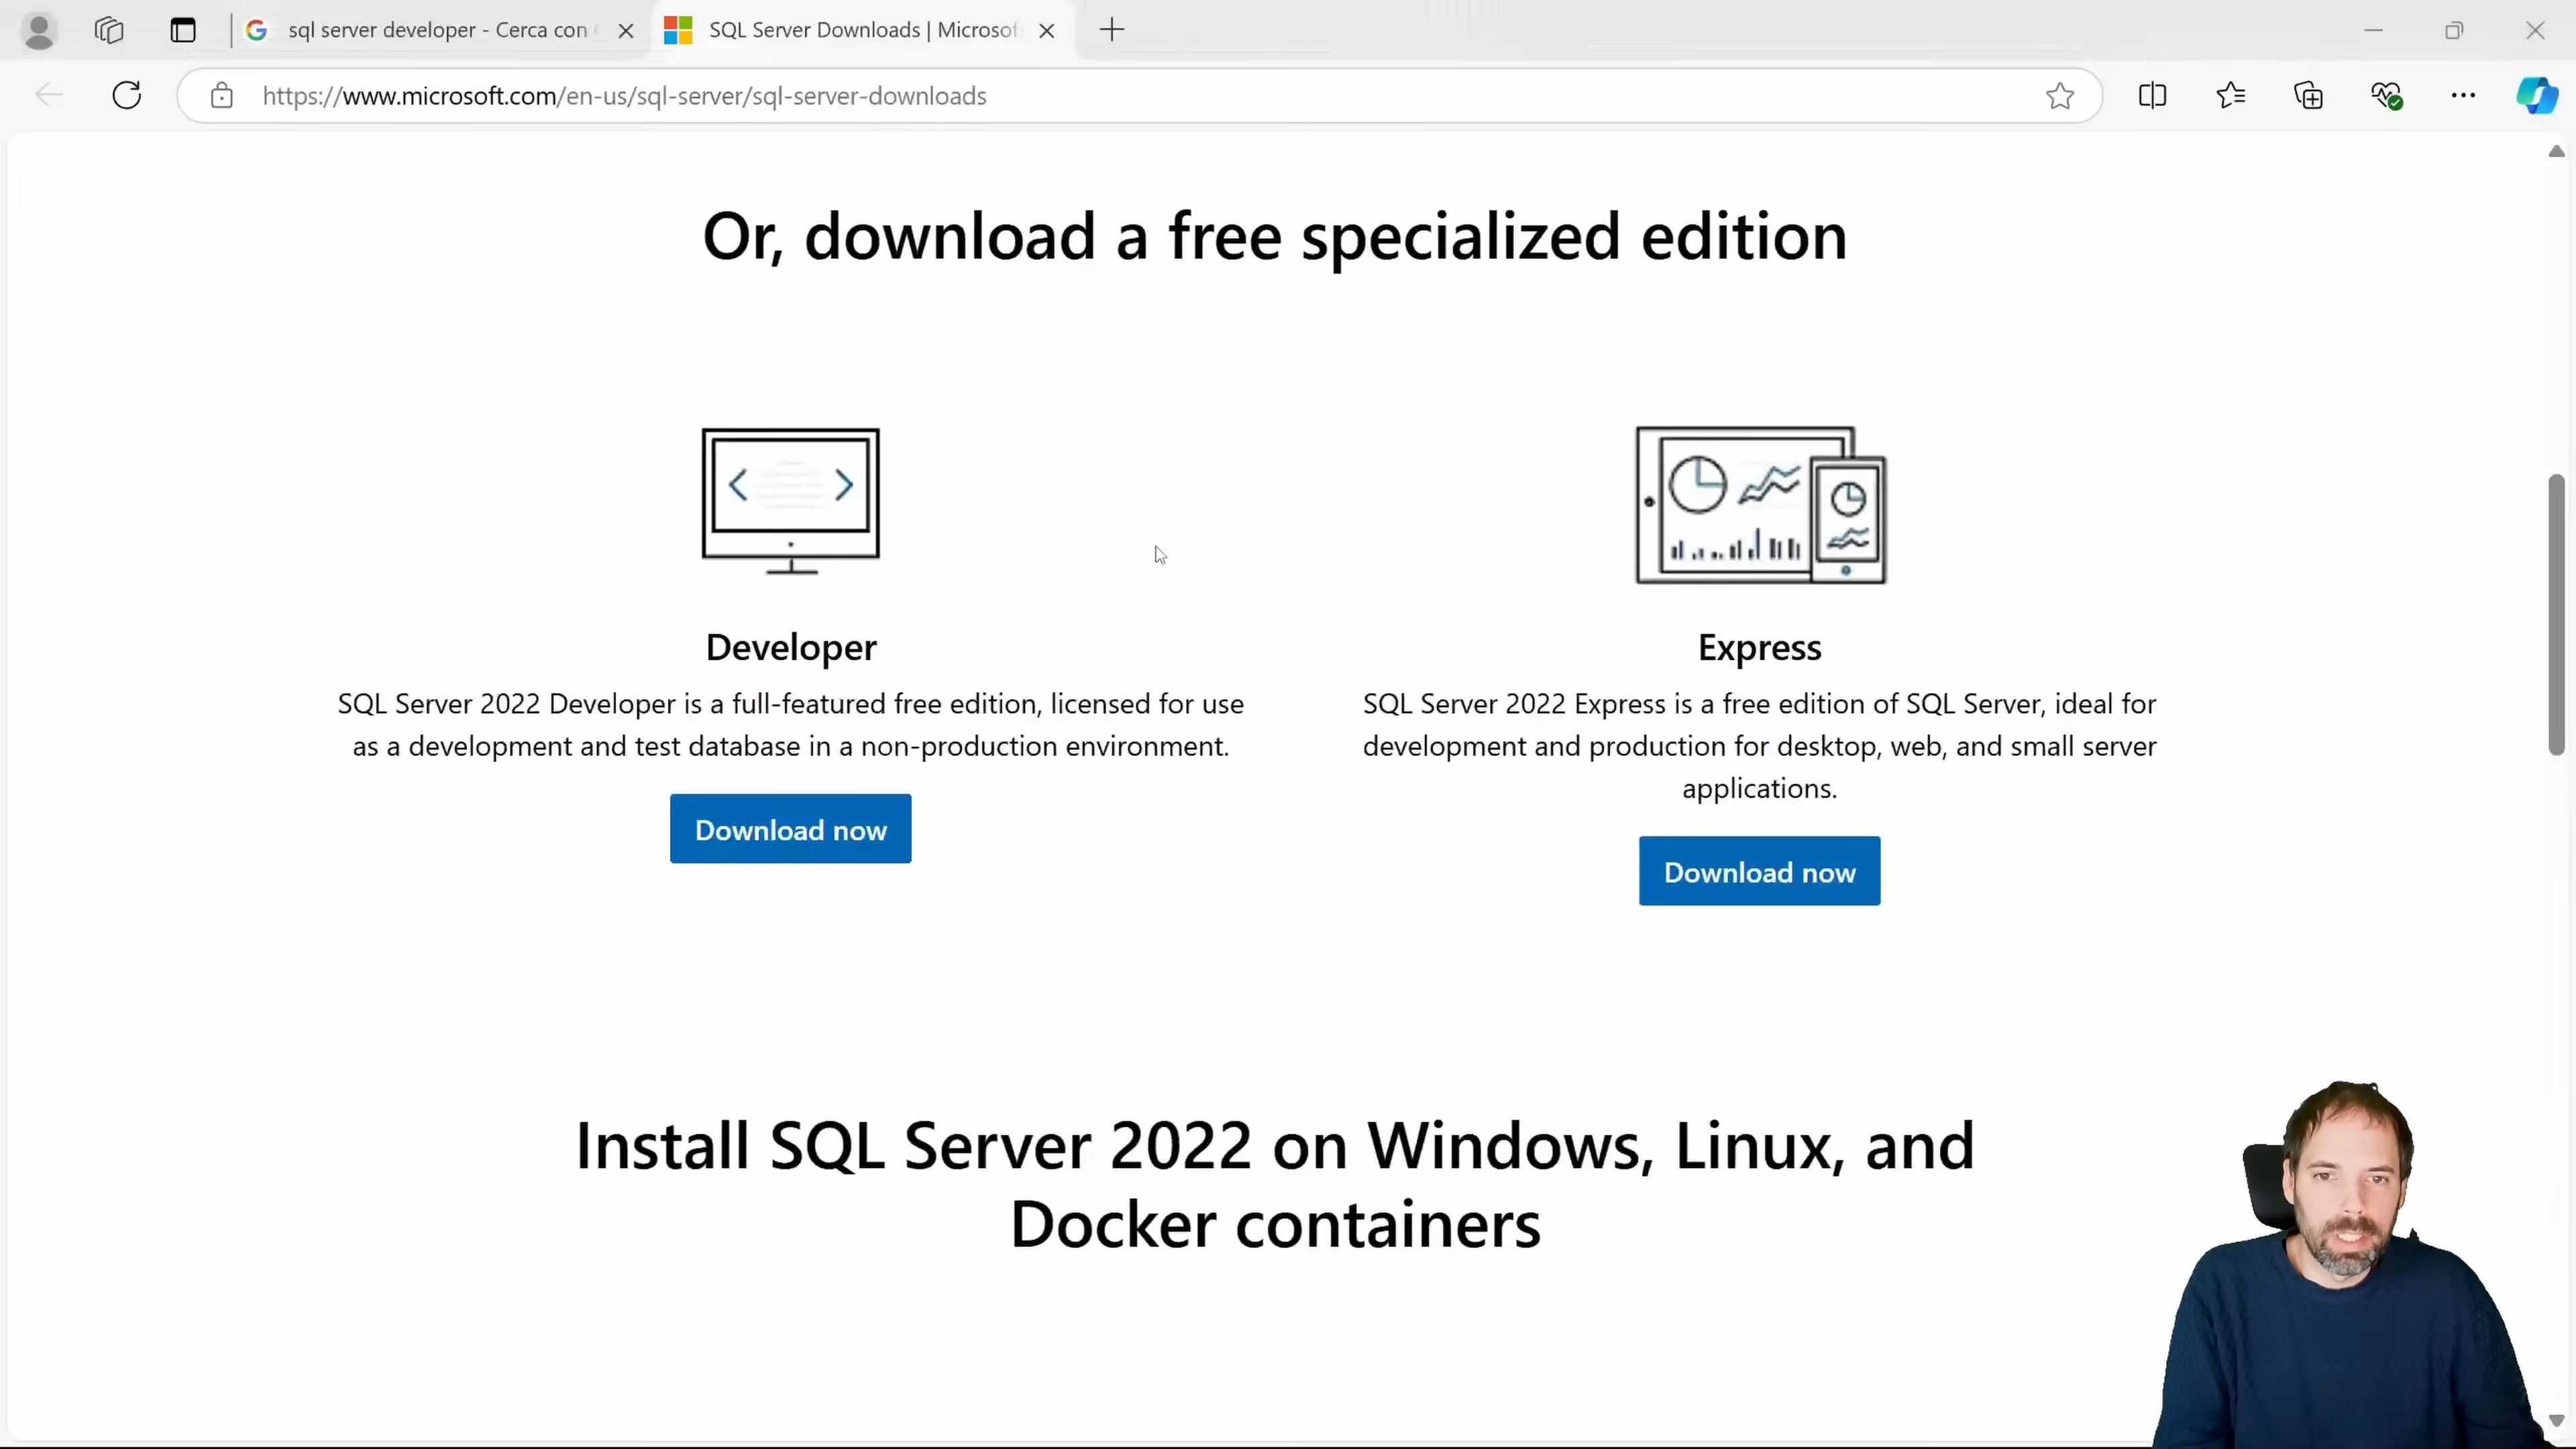 sql server developer - Cerca con
SQL Server Downloads | Microsof
https://www.microsoft.com/en-us/sql-server/sql-server-downloads
Or, download a free specialized edition
Developer
SQL Server 2022 Developer is a full-featured free edition, licensed for use
as a development and test database in a non-production environment.
Download now
Express
SQL Server 2022 Express is a free edition of SQL Server, ideal for
development and production for desktop, web, and small server
applications.
Download now
Install SQL Server 2022 on Windows, Linux, and
Docker containers